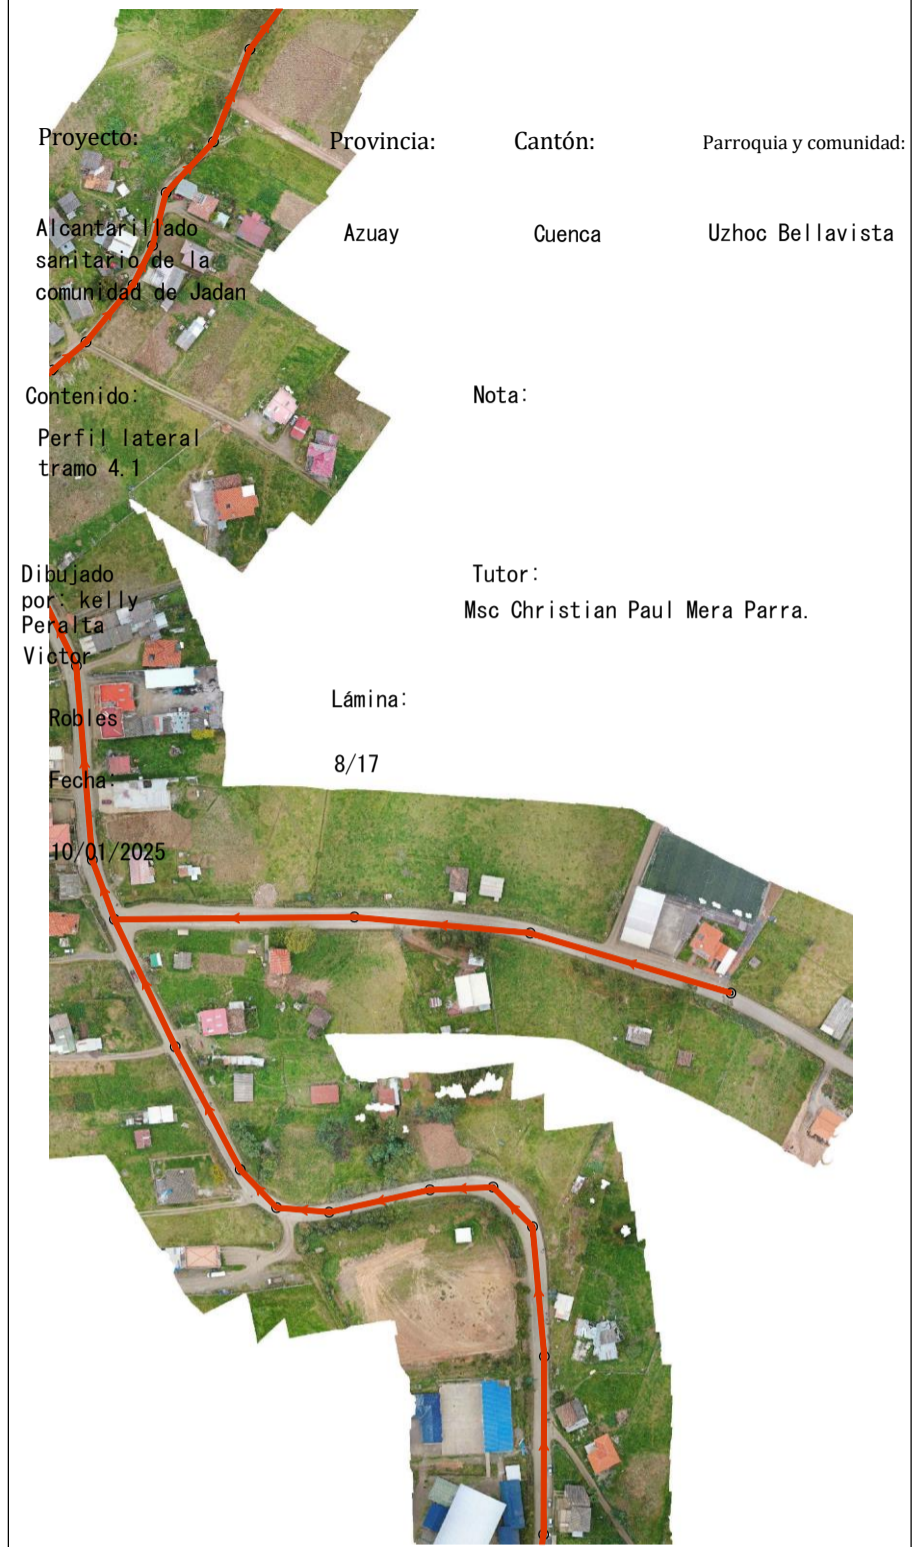 Proyecto:
Provincia:
Cantón:
Parroquia y comunidad:
Alcantarillado
sanitario de la
comunidad de Jadan
Azuay
Cuenca
Uzhoc Bellavista
Contenido:
Nota:
Perfil lateral
tramo 4.1
Dibujado
por: kelly
Peralta
Victor
Robles
Tutor:
Msc Christian Paul Mera Parra.
Lámina:
8/17
Fecha:
10/01/2025